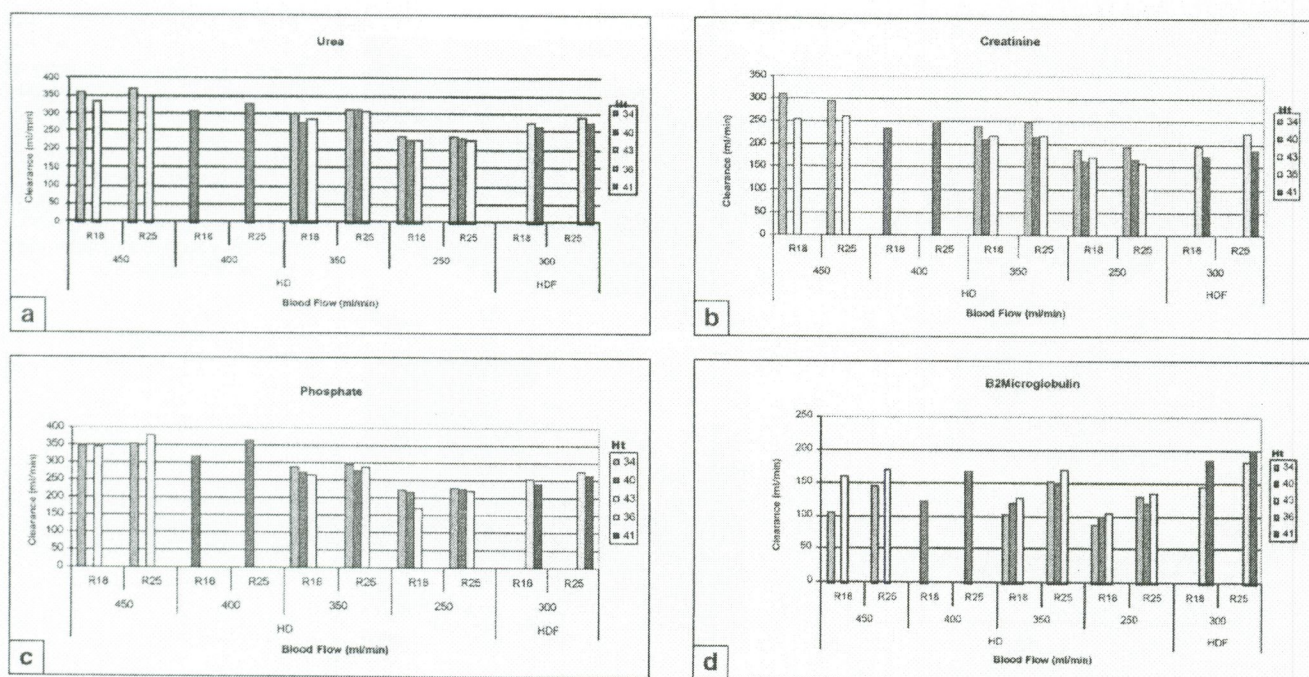 Urea
Clearance (ml/min)
400
350
300
250
200
150
100
50
0
Ht
34
40
43
36
41
R18 R25 R18 R25 R18 R25 R18 R25 R18 R25
450 400 350 250 300
HD HDF
Blood Flow (ml/min)
a
Creatinine
Clearance (ml/min)
350
300
250
200
150
100
50
0
Ht
34
40
43
36
41
R18 R25 R18 R25 R18 R25 R18 R25 R18 R25
450 400 350 250 300
HD HDF
Blood Flow (ml/min)
b
Phosphate
Clearance (ml/min)
400
350
300
250
200
150
100
50
0
Ht
34
40
43
36
41
R18 R25 R18 R25 R18 R25 R18 R25 R18 R25
450 400 350 250 300
HD HDF
Blood Flow (ml/min)
c
B2Microglobulin
Clearance (ml/min)
250
200
150
100
50
0
Ht
34
40
43
36
41
R18 R25 R18 R25 R18 R25 R18 R25 R18 R25
450 400 350 250 300
HD HDF
Blood Flow (ml/min)
d